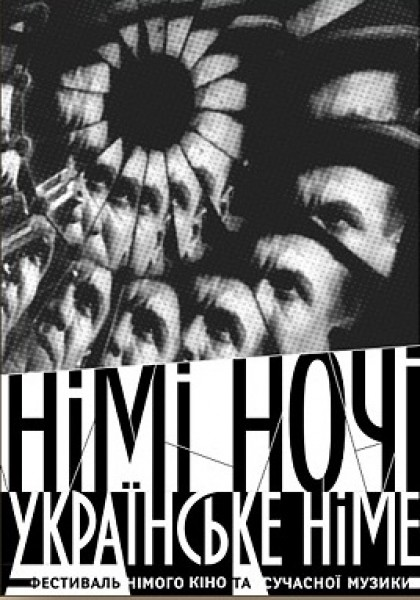 НІМІ НОЧІ
УКРАЇНСЬКЕ НІМЕ
ФЕСТИВАЛЬ НІМОГО КІНО ТА СУЧАСНОЇ МУЗИКИ